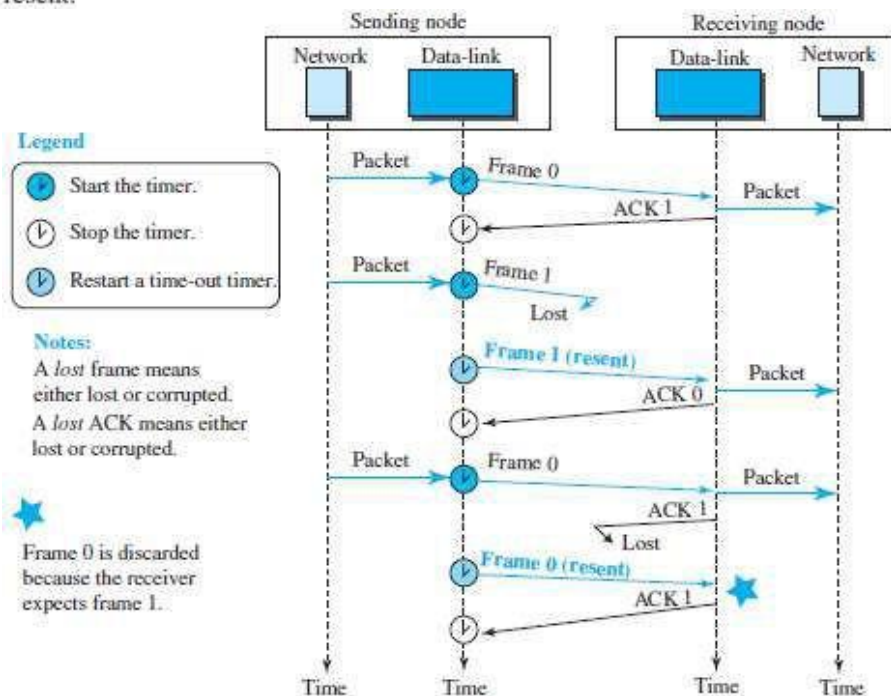 resent.
Sending node
Receiving node
Network
Data-link
Data-link
Network
Legend
Start the timer.
Stop the timer.
Restart a time-out timer.
Notes:
A lost frame means
either lost or corrupted.
A lost ACK means either
lost or corrupted.
Frame 0 is discarded
because the receiver
expects frame 1.
Packet
Frame 0
Packet
ACK 1
Packet
Frame 1
Lost
Frame 1 (resent)
Packet
ACK 0
Packet
Frame 0
Packet
ACK 1
Lost
Frame 0 (resent)
ACK 1
Time
Time
Time
Time